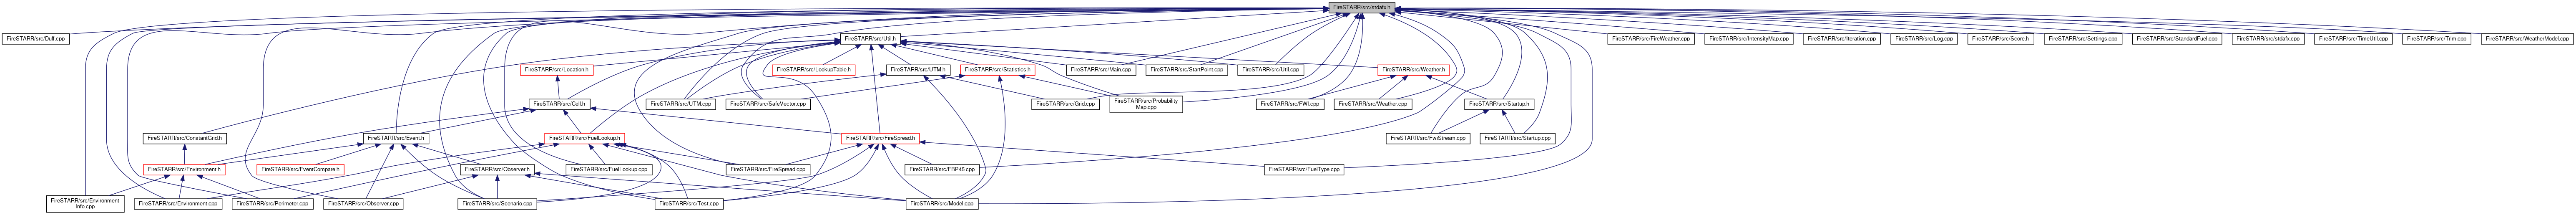 FireSTARR/src/stdafx.h
FireSTARR/src/Duff.cpp
FireSTARR/src/Util.h
FireSTARR/src/FireWeather.cpp
FireSTARR/src/IntensityMap.cpp
FireSTARR/src/Iteration.cpp
FireSTARR/src/Log.cpp
FireSTARR/src/Score.h
FireSTARR/src/Settings.cpp
FireSTARR/src/StandardFuel.cpp
FireSTARR/src/stdafx.cpp
FireSTARR/src/TimeUtil.cpp
FireSTARR/src/Trim.cpp
FireSTARR/src/WeatherModel.cpp
FireSTARR/src/Location.h
FireSTARR/src/LookupTable.h
FireSTARR/src/UTM.h
FireSTARR/src/Statistics.h
FireSTARR/src/Main.cpp
FireSTARR/src/StartPoint.cpp
FireSTARR/src/Util.cpp
FireSTARR/src/Weather.h
FireSTARR/src/Cell.h
FireSTARR/src/UTM.cpp
FireSTARR/src/SafeVector.cpp
FireSTARR/src/Grid.cpp
FireSTARR/src/Probability
Map.cpp
FireSTARR/src/FWI.cpp
FireSTARR/src/Weather.cpp
FireSTARR/src/Startup.h
FireSTARR/src/ConstantGrid.h
FireSTARR/src/Event.h
FireSTARR/src/FuelLookup.h
FireSTARR/src/FireSpread.h
FireSTARR/src/FwiStream.cpp
FireSTARR/src/Startup.cpp
FireSTARR/src/Environment.h
FireSTARR/src/EventCompare.h
FireSTARR/src/Observer.h
FireSTARR/src/FuelLookup.cpp
FireSTARR/src/FireSpread.cpp
FireSTARR/src/FBP45.cpp
FireSTARR/src/FuelType.cpp
FireSTARR/src/Environment
Info.cpp
FireSTARR/src/Environment.cpp
FireSTARR/src/Perimeter.cpp
FireSTARR/src/Observer.cpp
FireSTARR/src/Scenario.cpp
FireSTARR/src/Test.cpp
FireSTARR/src/Model.cpp